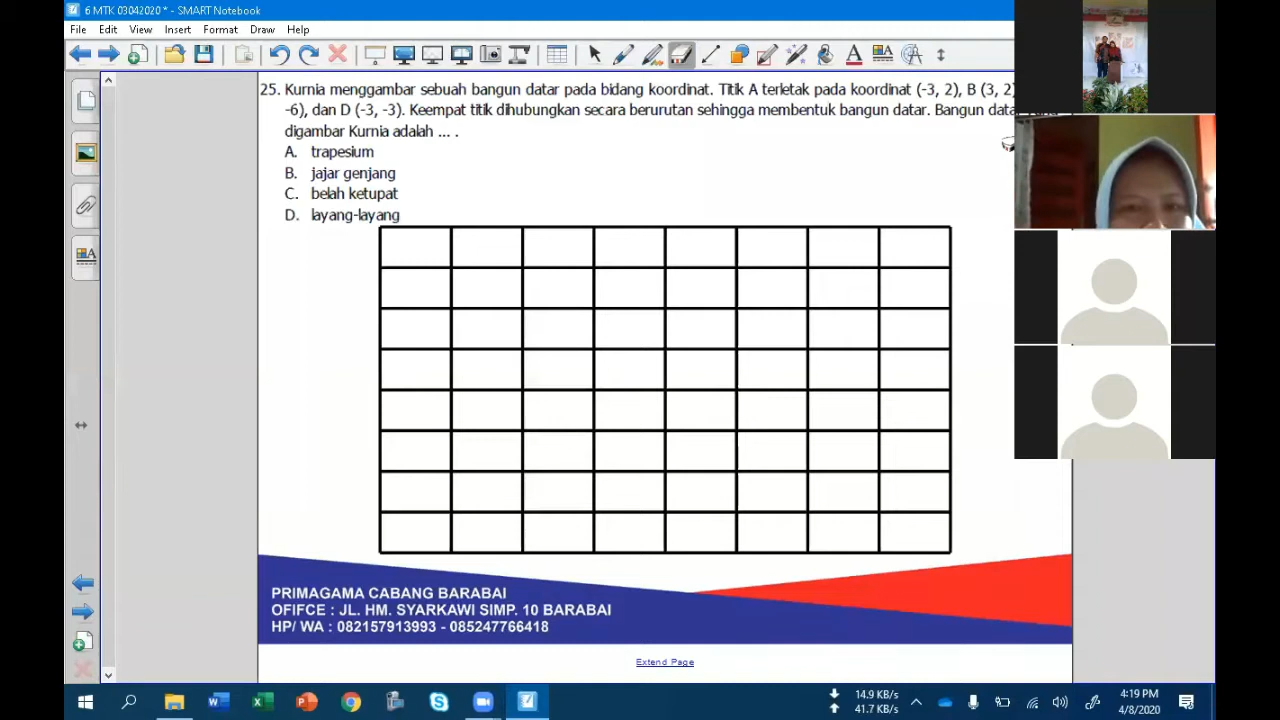 6 MTK 03042020 * - SMART Notebook
File Edit View Insert Format Draw Help
25. Kurnia menggambar sebuah bangun datar pada bidang koordinat. Titik A terletak pada koordinat (-3, 2), B (3, 2)
-6), dan D (-3, -3). Keempat titik dihubungkan secara berurutan sehingga membentuk bangun datar. Bangun datar
digambar Kurnia adalah ... .
A. trapesium
B. jajar genjang
C. belah ketupat
D. layang-layang
PRIMAGAMA CABANG BARABAI
OFIFCE : JL. HM. SYARKAWI SIMP. 10 BARABAI
HP/ WA : 082157913993 - 085247766418
Extend Page
14.9 KB/s
41.7 KB/s
4:19 PM
4/8/2020